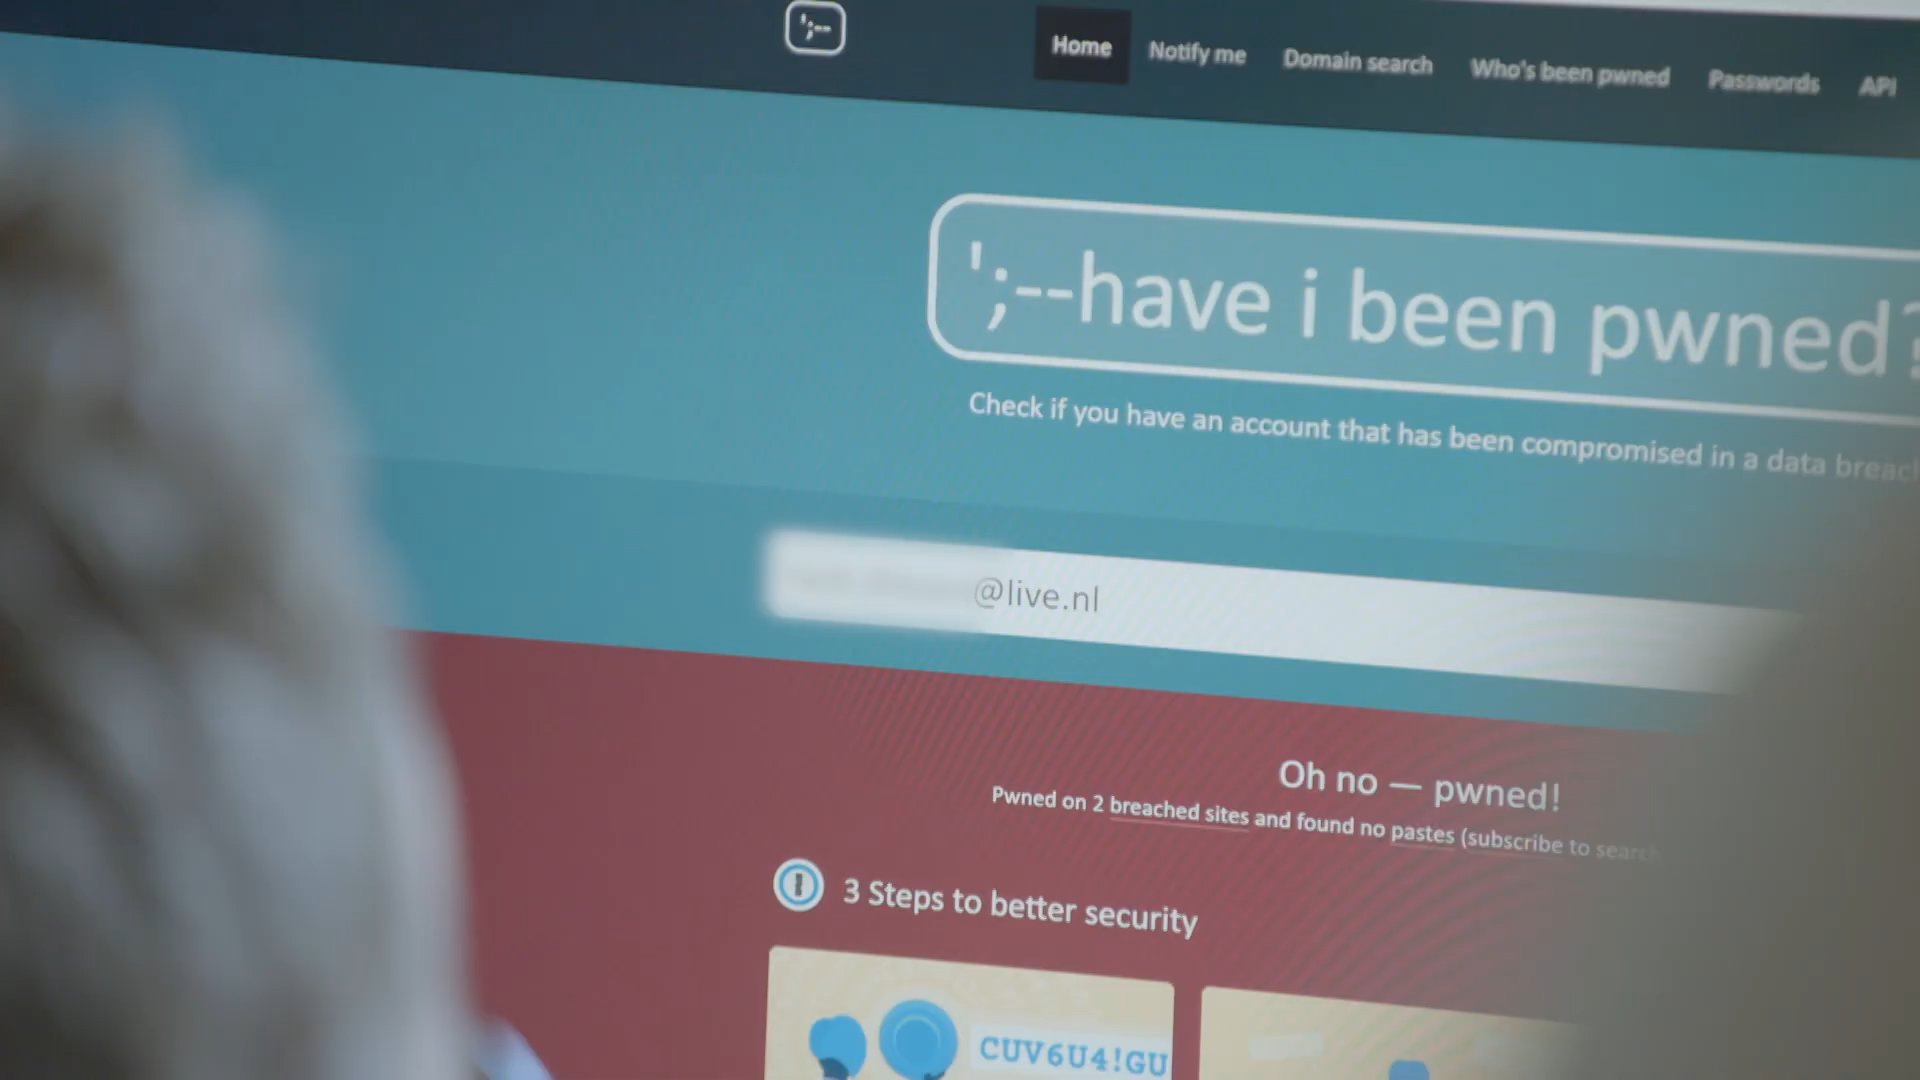 ';--
Home Notify me Domain search Who's been pwned Passwords API
';--have i been pwned?
Check if you have an account that has been compromised in a data breach
@live.nl
Oh no — pwned!
Pwned on 2 breached sites and found no pastes (subscribe to search
3 Steps to better security
CUV6U4!GU